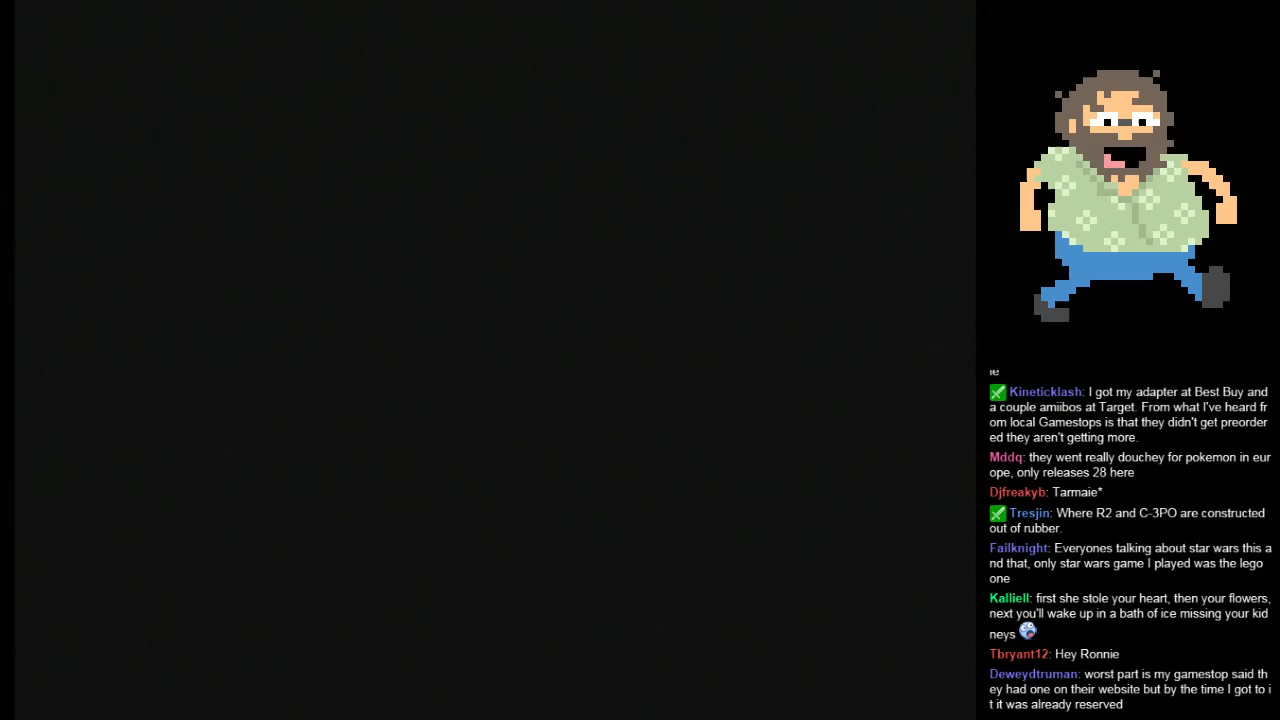 Kineticklash: I got my adapter at Best Buy and
a couple amiibos at Target. From what I've heard fr
om local Gamestops is that they didn't get preorder
ed they aren't getting more.
Mddq: they went really douchey for pokemon in eur
ope, only releases 28 here
Djfreakyb: Tarmaie*
Tresjin: Where R2 and C-3PO are constructed
out of rubber.
Failknight: Everyones talking about star wars this a
nd that, only star wars game I played was the lego
one
Kalliell: first she stole your heart, then your flowers,
next you'll wake up in a bath of ice missing your kid
neys
Tbryant12: Hey Ronnie
Deweydtruman: worst part is my gamestop said th
ey had one on their website but by the time I got to i
t it was already reserved